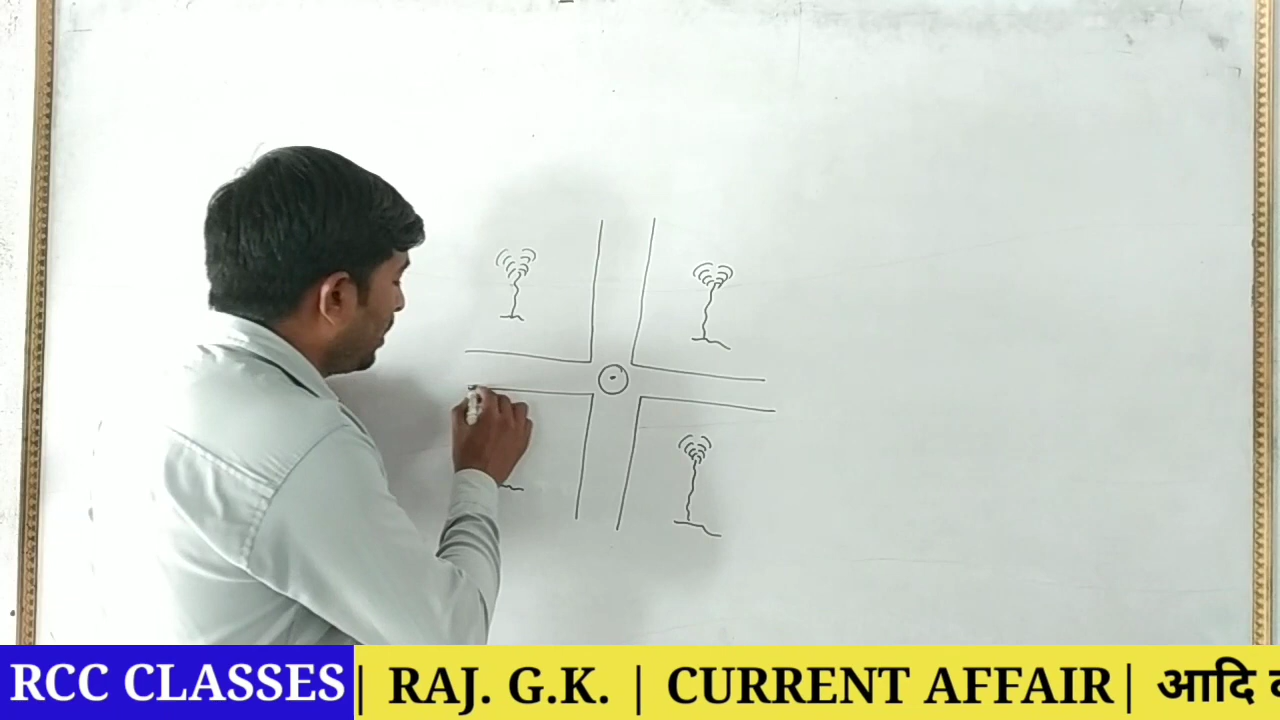 RCC CLASSES | RAJ. G.K. | CURRENT AFFAIR| आदि